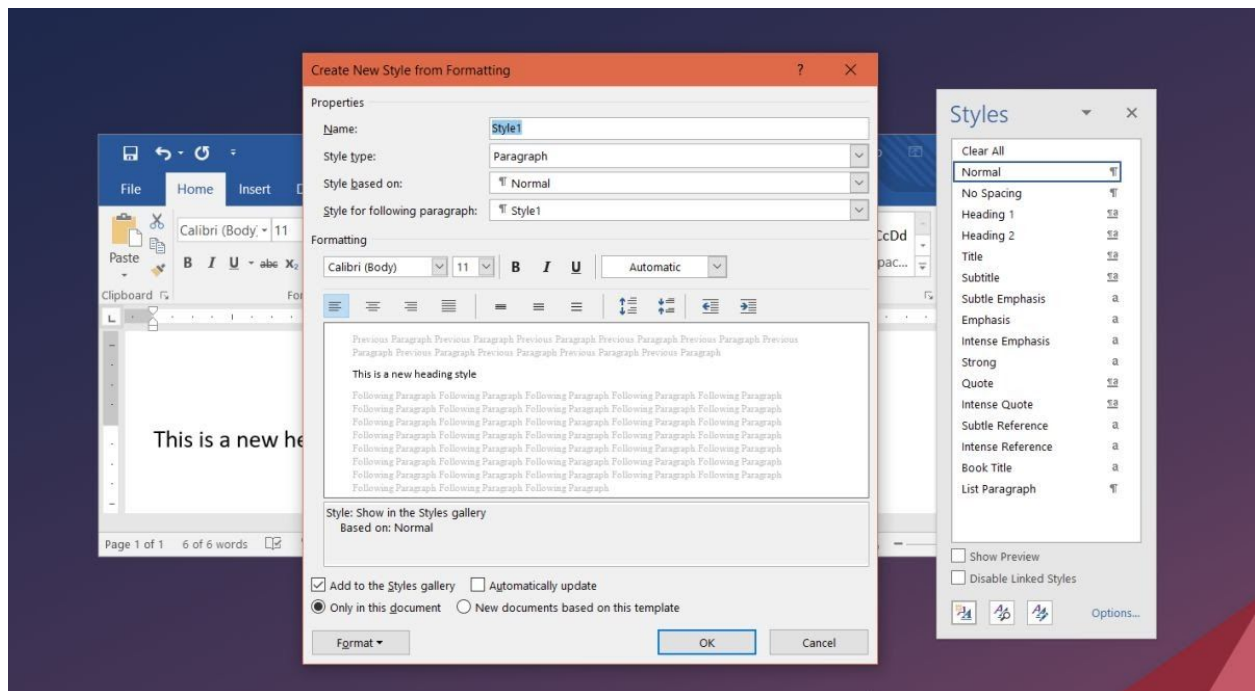 Create New Style from Formatting ?
Properties
Name: Style1
Style type: Paragraph
Style based on: ¶ Normal
Style for following paragraph: ¶ Style1
Formatting
Calibri (Body) 11 B I U Automatic
Previous Paragraph Previous Paragraph Previous Paragraph Previous Paragraph Previous Paragraph Previous
Paragraph Previous Paragraph Previous Paragraph Previous Paragraph Previous Paragraph
This is a new heading style
Following Paragraph Following Paragraph Following Paragraph Following Paragraph Following Paragraph
Following Paragraph Following Paragraph Following Paragraph Following Paragraph Following Paragraph
Following Paragraph Following Paragraph Following Paragraph Following Paragraph Following Paragraph
Following Paragraph Following Paragraph Following Paragraph Following Paragraph Following Paragraph
Following Paragraph Following Paragraph Following Paragraph Following Paragraph Following Paragraph
Following Paragraph Following Paragraph Following Paragraph Following Paragraph Following Paragraph
Following Paragraph Following Paragraph Following Paragraph Following Paragraph Following Paragraph
Following Paragraph Following Paragraph Following Paragraph
Style: Show in the Styles gallery
Based on: Normal
Add to the Styles gallery Automatically update
Only in this document New documents based on this template
Format OK Cancel
File Home Insert
Calibri (Body) 11
Paste B I U abc X₂
Clipboard
CcDd
pac...
This is a new he
Page 1 of 1 6 of 6 words
Styles
Clear All
Normal ¶
No Spacing ¶
Heading 1 ¶a
Heading 2 ¶a
Title ¶a
Subtitle ¶a
Subtle Emphasis a
Emphasis a
Intense Emphasis a
Strong a
Quote ¶a
Intense Quote ¶a
Subtle Reference a
Intense Reference a
Book Title a
List Paragraph ¶
Show Preview
Disable Linked Styles
Options...